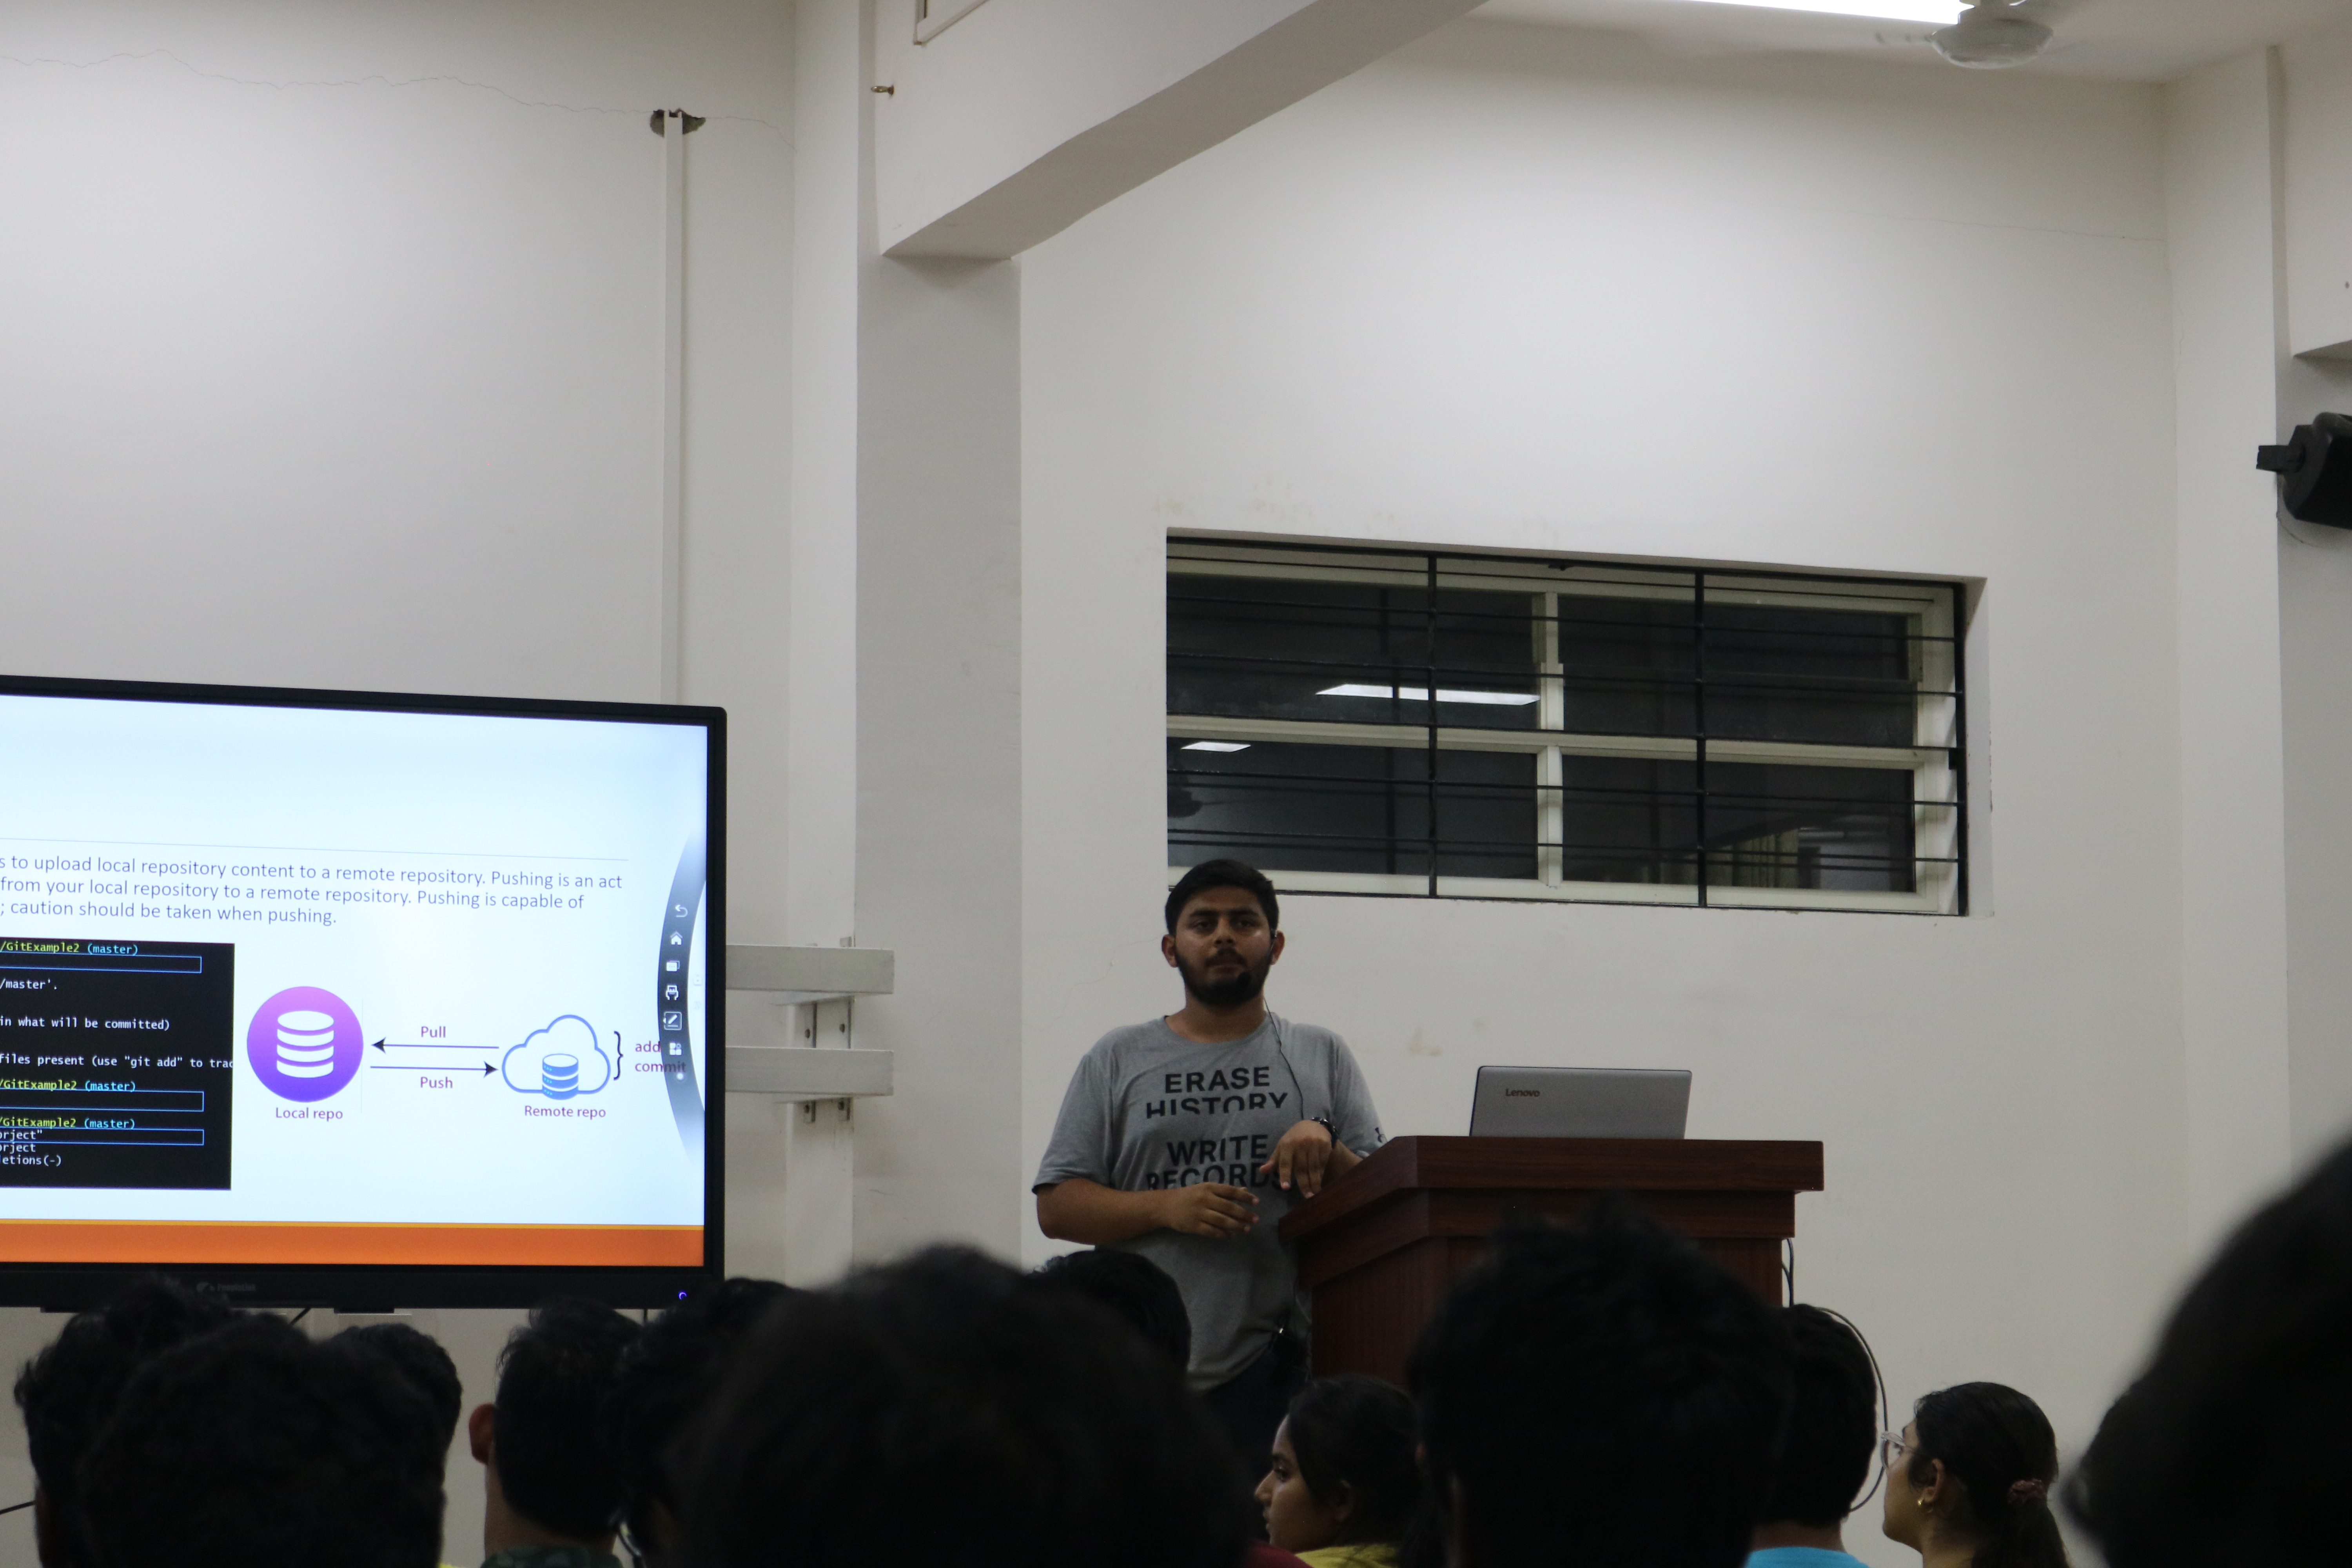 s to upload local repository content to a remote repository. Pushing is an act
from your local repository to a remote repository. Pushing is capable of
; caution should be taken when pushing.
/GitExample2 (master)
/master'.
in what will be committed)
files present (use "git add" to trac
/GitExample2 (master)
/GitExample2 (master)
orject"
orject
letions(-)
Pull
Push
Local repo
Remote repo
add
commit
ERASE
HISTORY
WRITE
RECORDS
Lenovo